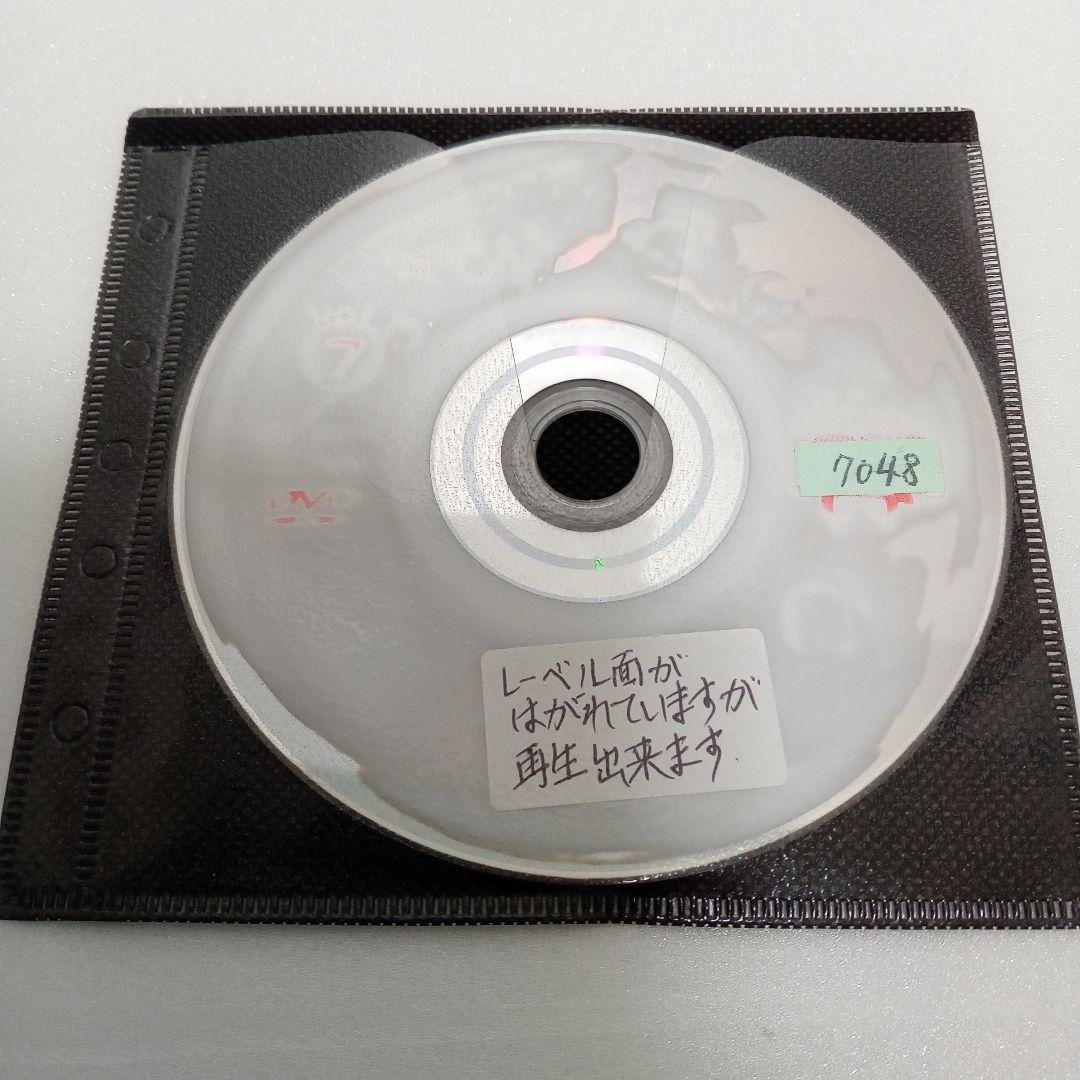 7048
レーベル面が
はがれていますが
再生出来ます.